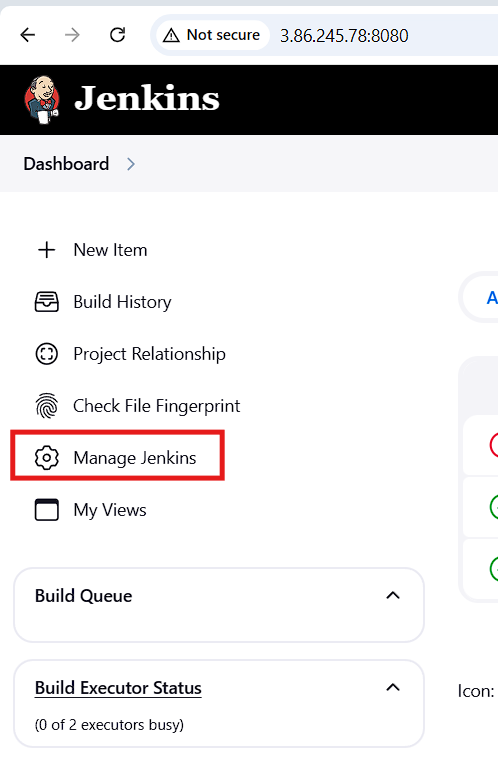 Not secure 3.86.245.78:8080
Jenkins
Dashboard
New Item
Build History
Project Relationship
Check File Fingerprint
Manage Jenkins
My Views
A
Build Queue
Build Executor Status
(0 of 2 executors busy)
Icon: